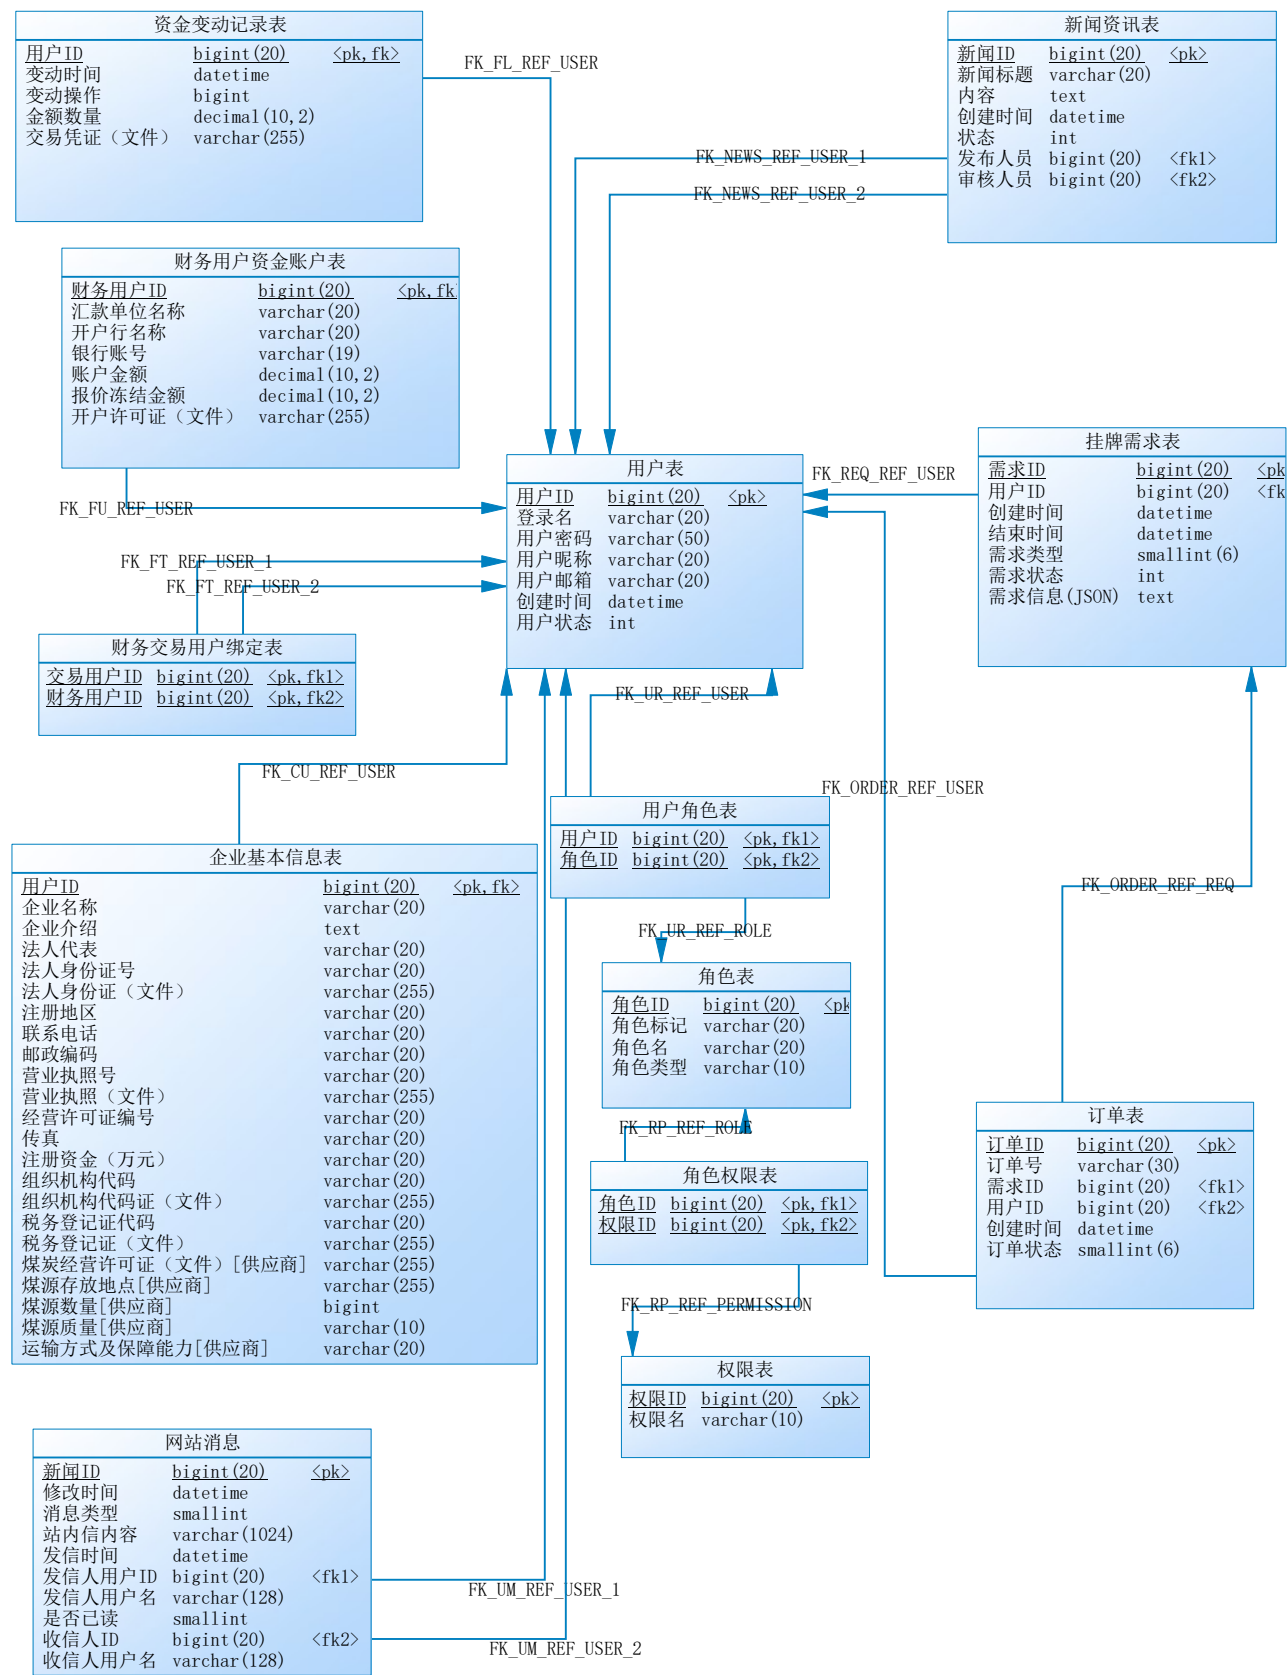 资金变动记录表
用户ID bigint(20) <pk,fk>
变动时间 datetime
变动操作 bigint
金额数量 decimal(10,2)
交易凭证（文件） varchar(255)
FK_FL_REF_USER
新闻资讯表
新闻ID bigint(20) <pk>
新闻标题 varchar(20)
内容 text
创建时间 datetime
状态 int
发布人员 bigint(20) <fk1>
审核人员 bigint(20) <fk2>
FK_NEWS_REF_USER_1
FK_NEWS_REF_USER_2
财务用户资金账户表
财务用户ID bigint(20) <pk,fk
汇款单位名称 varchar(20)
开户行名称 varchar(20)
银行账号 varchar(19)
账户金额 decimal(10,2)
报价冻结金额 decimal(10,2)
开户许可证（文件） varchar(255)
FK_FU_REF_USER
用户表
用户ID bigint(20) <pk>
登录名 varchar(20)
用户密码 varchar(50)
用户昵称 varchar(20)
用户邮箱 varchar(20)
创建时间 datetime
用户状态 int
FK_REQ_REF_USER
挂牌需求表
需求ID bigint(20) <pk
用户ID bigint(20) <fk
创建时间 datetime
结束时间 datetime
需求类型 smallint(6)
需求状态 int
需求信息(JSON) text
FK_FT_REF_USER_1
FK_FT_REF_USER_2
财务交易用户绑定表
交易用户ID bigint(20) <pk,fk1>
财务用户ID bigint(20) <pk,fk2>
FK_UR_REF_USER
FK_CU_REF_USER
FK_ORDER_REF_USER
用户角色表
用户ID bigint(20) <pk,fk1>
角色ID bigint(20) <pk,fk2>
FK_ORDER_REF_REQ
FK_UR_REF_ROLE
企业基本信息表
用户ID bigint(20) <pk,fk>
企业名称 varchar(20)
企业介绍 text
法人代表 varchar(20)
法人身份证号 varchar(20)
法人身份证（文件） varchar(255)
注册地区 varchar(20)
联系电话 varchar(20)
邮政编码 varchar(20)
营业执照号 varchar(20)
营业执照（文件） varchar(255)
经营许可证编号 varchar(20)
传真 varchar(20)
注册资金（万元） varchar(20)
组织机构代码 varchar(20)
组织机构代码证（文件） varchar(255)
税务登记证代码 varchar(20)
税务登记证（文件） varchar(255)
煤炭经营许可证（文件）[供应商] varchar(255)
煤源存放地点[供应商] varchar(255)
煤源数量[供应商] bigint
煤源质量[供应商] varchar(10)
运输方式及保障能力[供应商] varchar(20)
角色表
角色ID bigint(20) <pk
角色标记 varchar(20)
角色名 varchar(20)
角色类型 varchar(10)
FK_RP_REF_ROLE
角色权限表
角色ID bigint(20) <pk,fk1>
权限ID bigint(20) <pk,fk2>
FK_RP_REF_PERMISSION
订单表
订单ID bigint(20) <pk>
订单号 varchar(30)
需求ID bigint(20) <fk1>
用户ID bigint(20) <fk2>
创建时间 datetime
订单状态 smallint(6)
权限表
权限ID bigint(20) <pk>
权限名 varchar(10)
网站消息
新闻ID bigint(20) <pk>
修改时间 datetime
消息类型 smallint
站内信内容 varchar(1024)
发信时间 datetime
发信人用户ID bigint(20) <fk1>
发信人用户名 varchar(128)
是否已读 smallint
收信人ID bigint(20) <fk2>
收信人用户名 varchar(128)
FK_UM_REF_USER_1
FK_UM_REF_USER_2